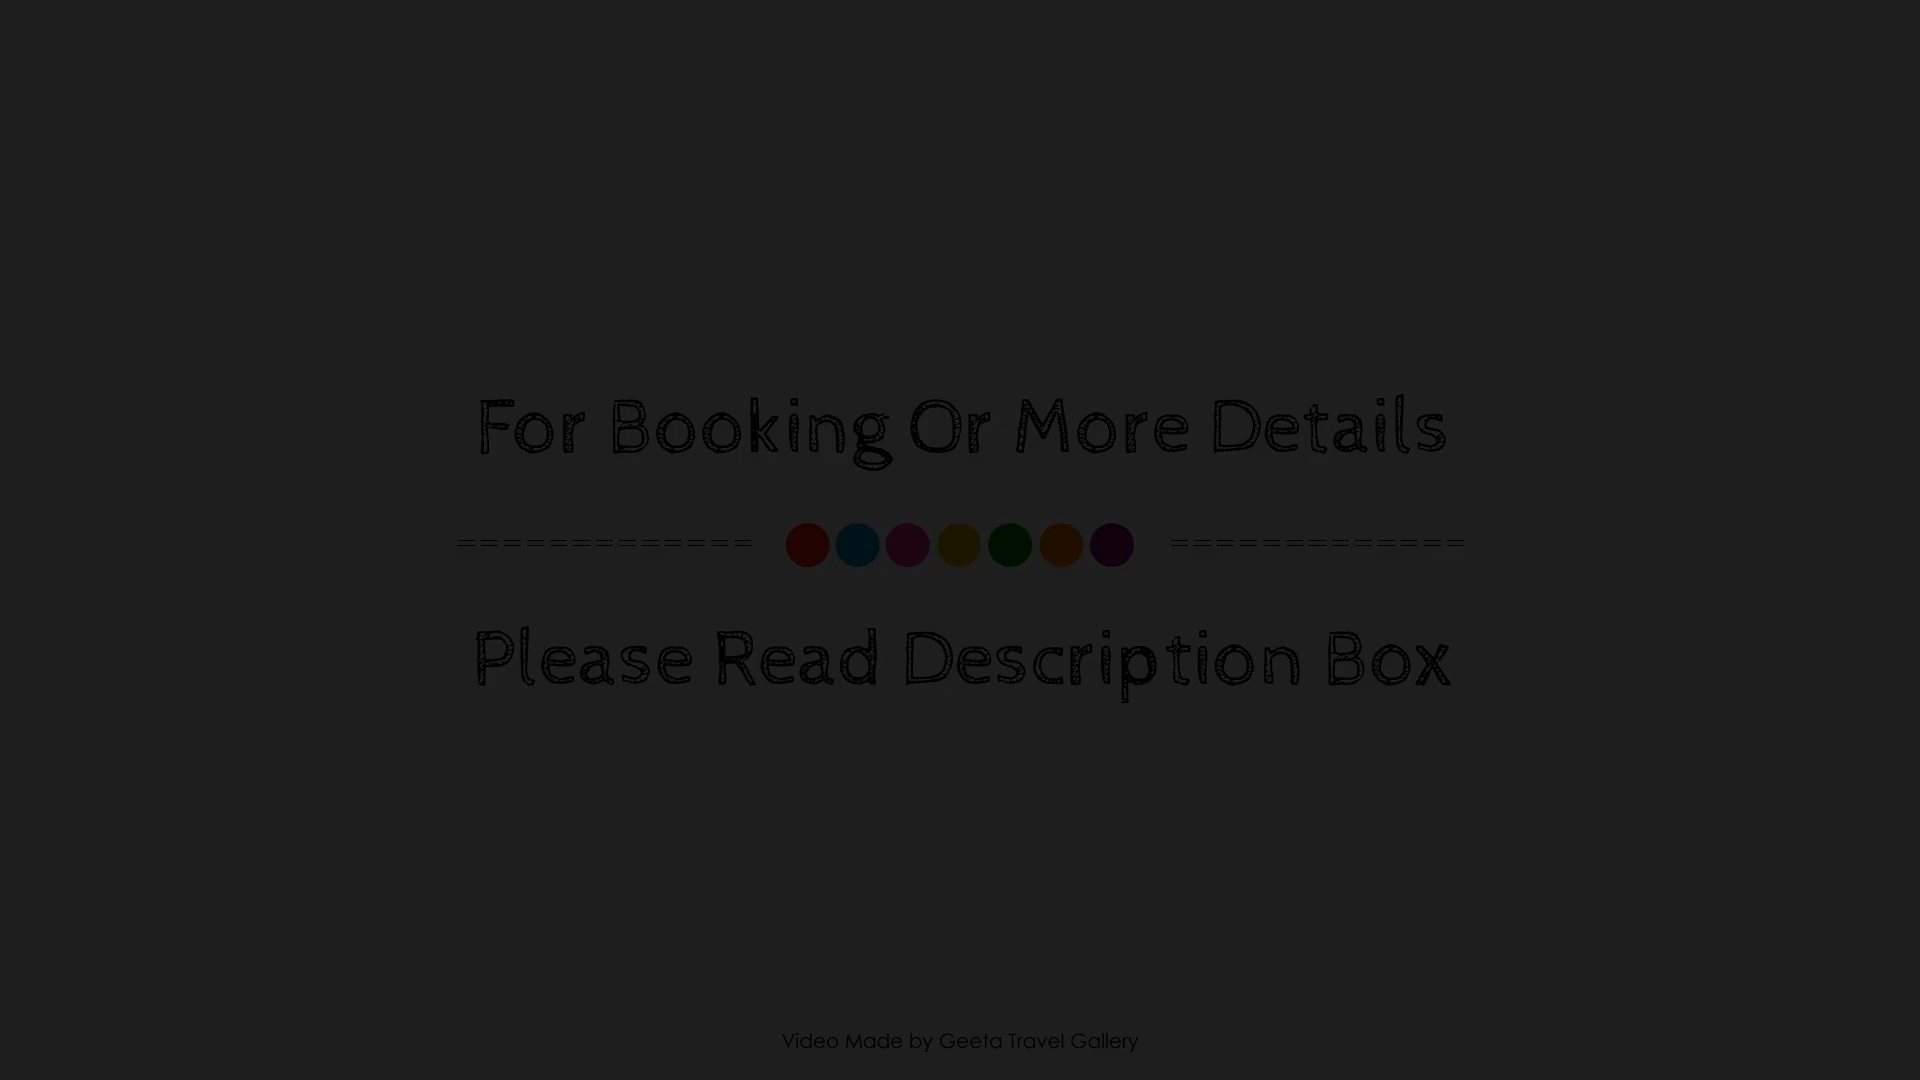 For Booking Or More Details
============= =============
Please Read Description Box
Video Made by Geeta Travel Gallery